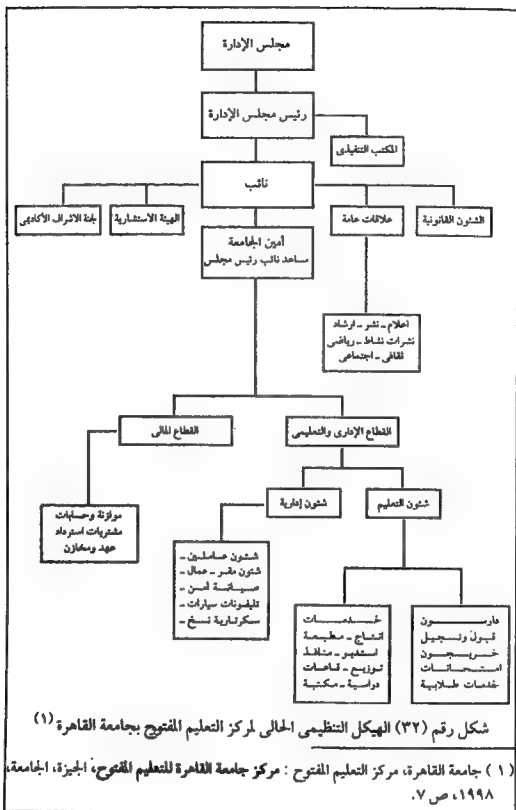 مجلس الإدارة
رئيس مجلس الإدارة
المكتب التنفيذى
نائب
الشئون القانونية
علاقات عامة
الهيئة الاستشارية
لجنة الاشراف الأكاديمى
أمين الجامعة
مساعد نائب رئيس مجلس
اعلام - نشر - ارشاد
نشرات نشاط - رياضى
ثقافى - اجتماعى
القطاع الإدارى والتعليمى
القطاع المالى
شئون التعليم
شئون إدارية
موازنة وحسابات
مشتريات استرداد
عهد ومخازن
شئون عاملين -
شئون مقر - عمال -
صيانة أمن -
تليفونات سيارات -
سكرتارية نسخ -
خدمات
انتاج - مطبعة
استديو - منافذ
توزيع - قاعات
دراسية - مكتبة
دارسون
قبول وتسجيل
خريجون
امتحانات
خدمات طلابية
شكل رقم (٣٢) الهيكل التنظيمى الحالى لمركز التعليم المفتوح بجامعة القاهرة (١)
(١) جامعة القاهرة، مركز التعليم المفتوح : مركز جامعة القاهرة للتعليم المفتوح، الجيزة، الجامعة،
١٩٩٨، ص ٧.